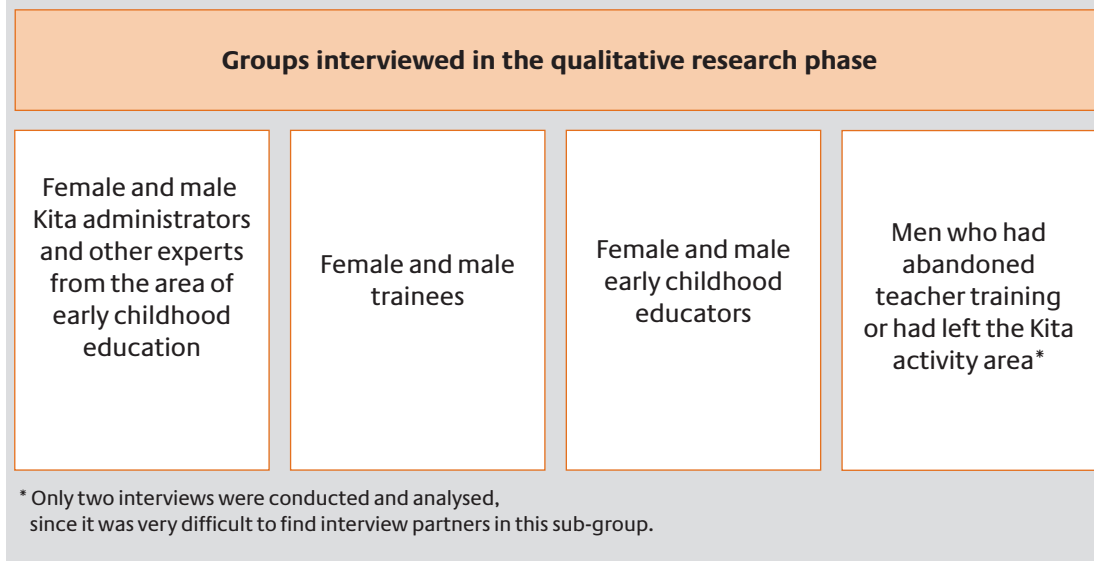 Groups interviewed in the qualitative research phase
Female and male
Kita administrators
and other experts
from the area of
early childhood
education
Female and male
trainees
Female and male
early childhood
educators
Men who had
abandoned
teacher training
or had left the Kita
activity area*
* Only two interviews were conducted and analysed,
since it was very difficult to find interview partners in this sub-group.